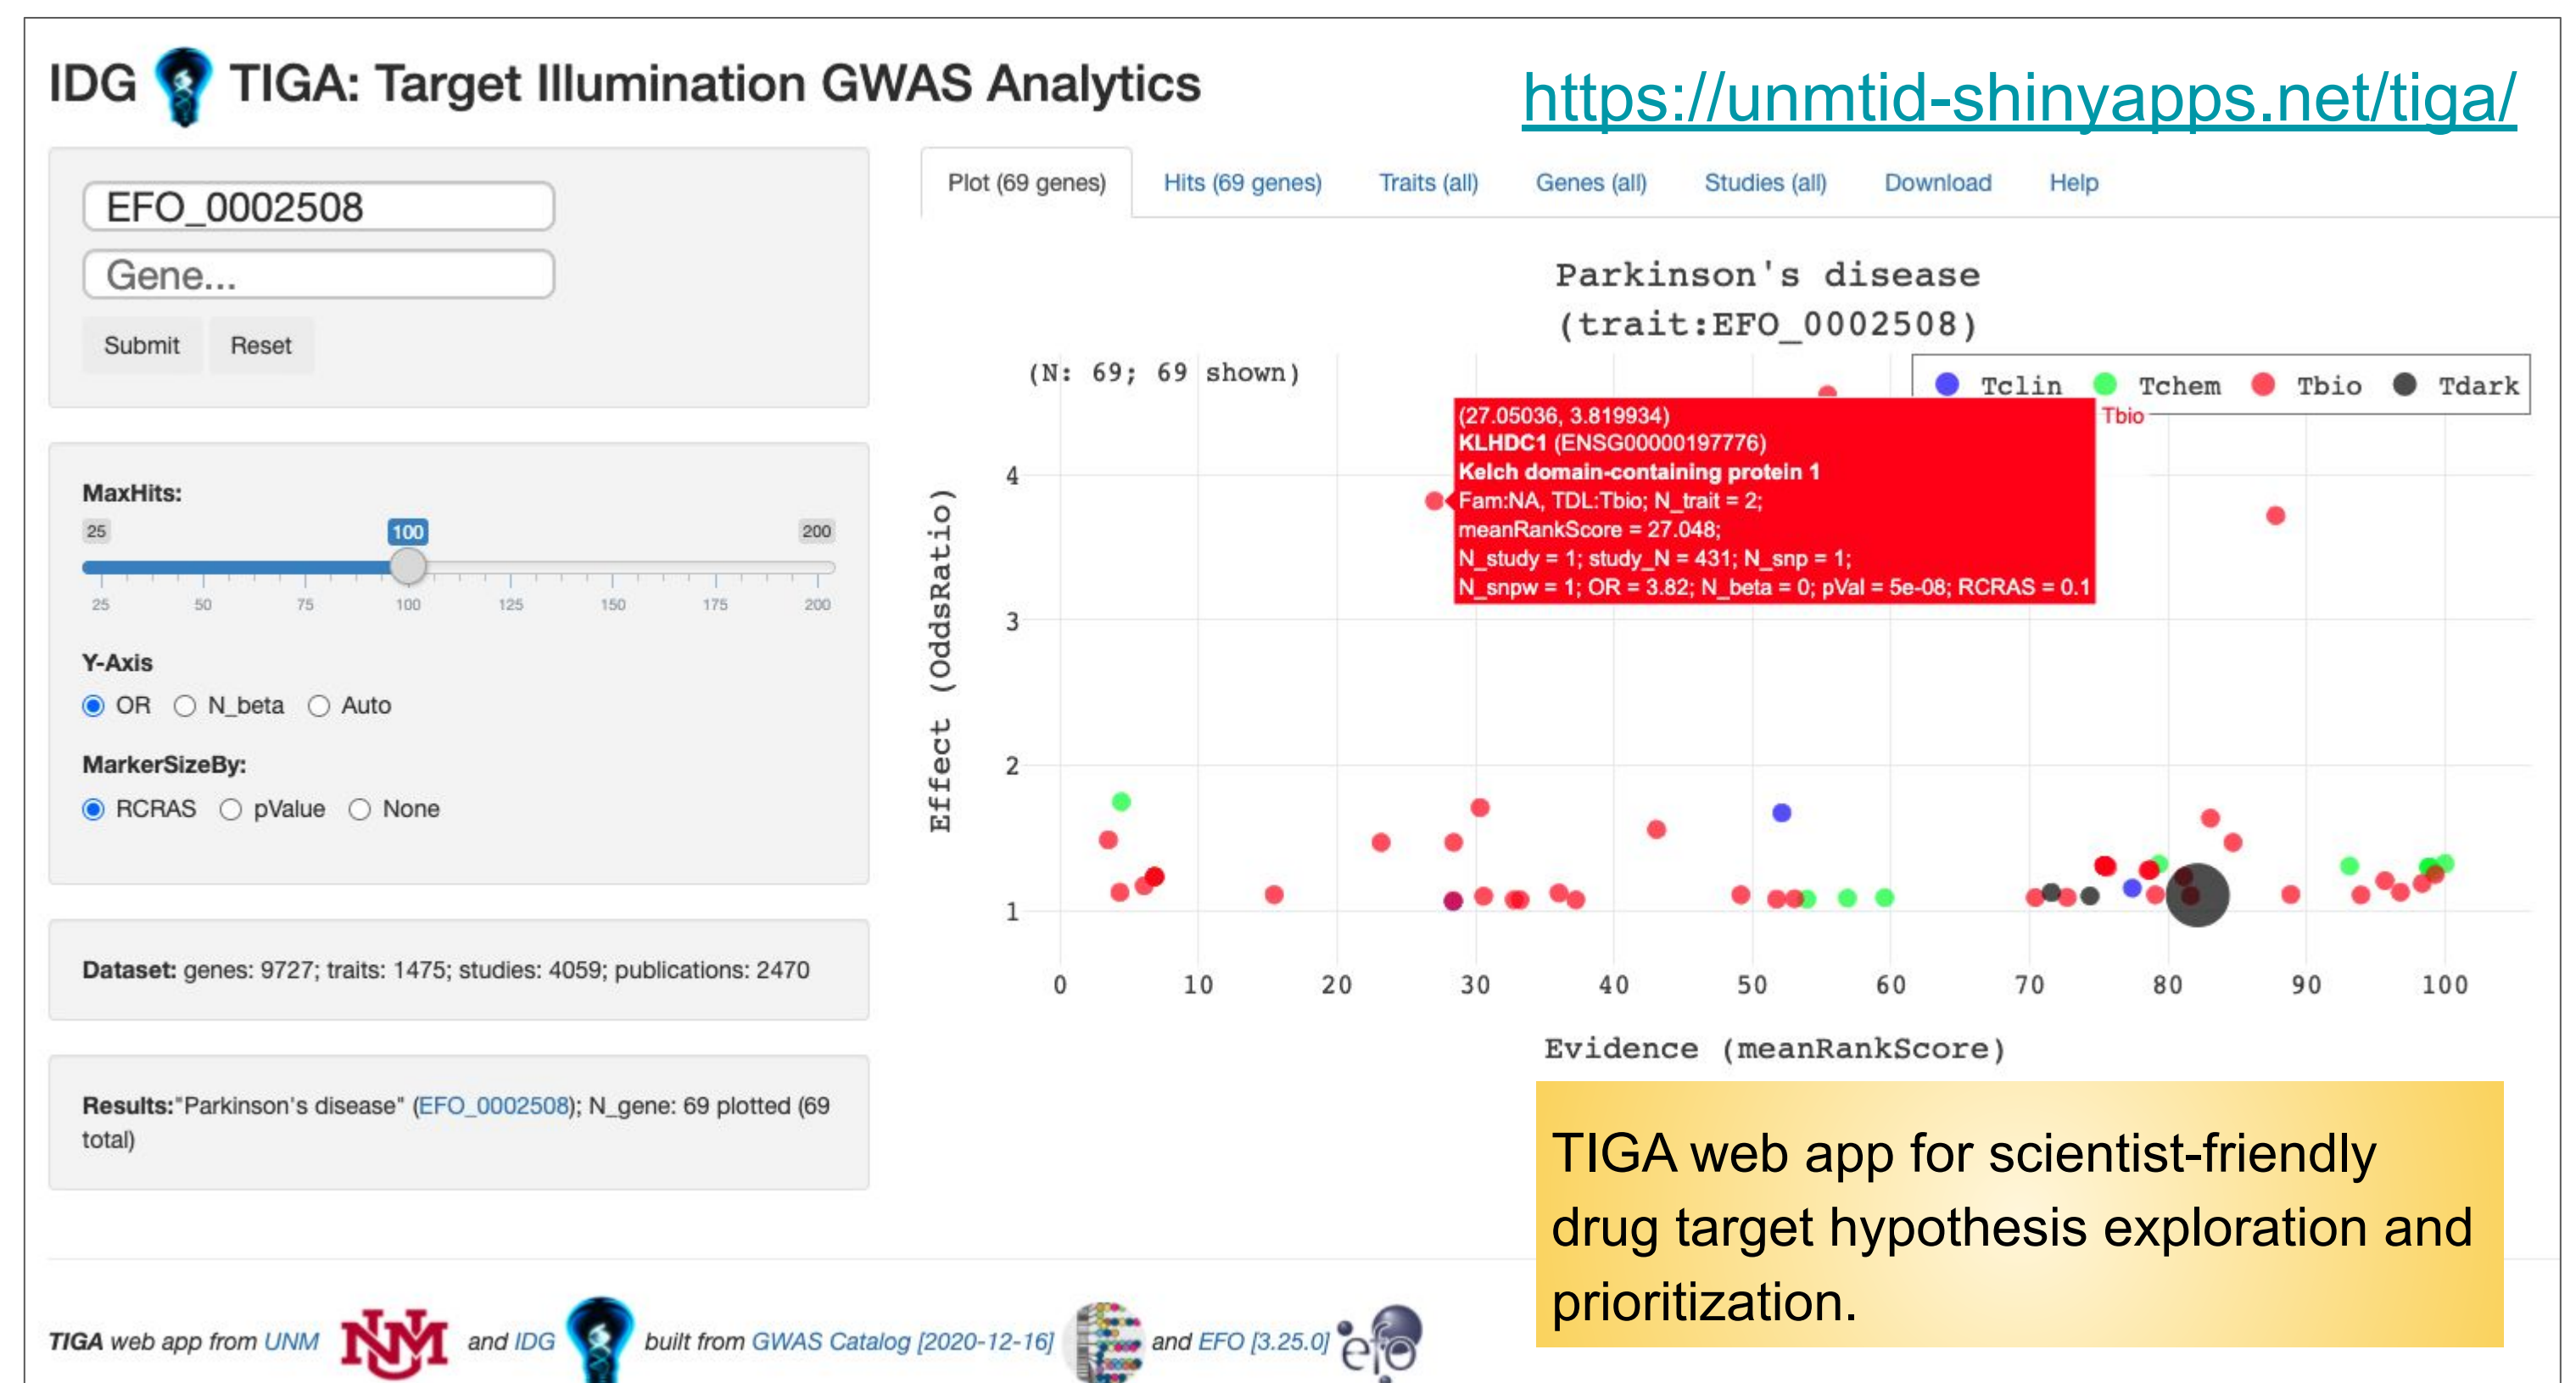 IDG TIGA: Target Illumination GWAS Analytics
https://unmtid-shinyapps.net/tiga/
EFO_0002508
Gene...
Submit Reset
MaxHits:
25 100 200
25 50 75 100 125 150 175 200
Y-Axis
OR N_beta Auto
MarkerSizeBy:
RCRAS pValue None
Dataset: genes: 9727; traits: 1475; studies: 4059; publications: 2470
Results:"Parkinson's disease" (EFO_0002508); N_gene: 69 plotted (69
total)
Plot (69 genes) Hits (69 genes) Traits (all) Genes (all) Studies (all) Download Help
Parkinson's disease
(trait:EFO_0002508)
(N: 69; 69 shown)
Tclin Tchem Tbio Tdark
(27.05036, 3.819934)
Tbio
KLHDC1 (ENSG00000197776)
Kelch domain-containing protein 1
Fam:NA, TDL:Tbio; N_trait = 2;
meanRankScore = 27.048;
N_study = 1; study_N = 431; N_snp = 1;
N_snpw = 1; OR = 3.82; N_beta = 0; pVal = 5e-08; RCRAS = 0.1
Effect (OddsRatio)
4
3
2
1
0 10 20 30 40 50 60 70 80 90 100
Evidence (meanRankScore)
TIGA web app for scientist-friendly
drug target hypothesis exploration and
prioritization.
TIGA web app from UNM NM and IDG built from GWAS Catalog [2020-12-16] and EFO [3.25.0] efo